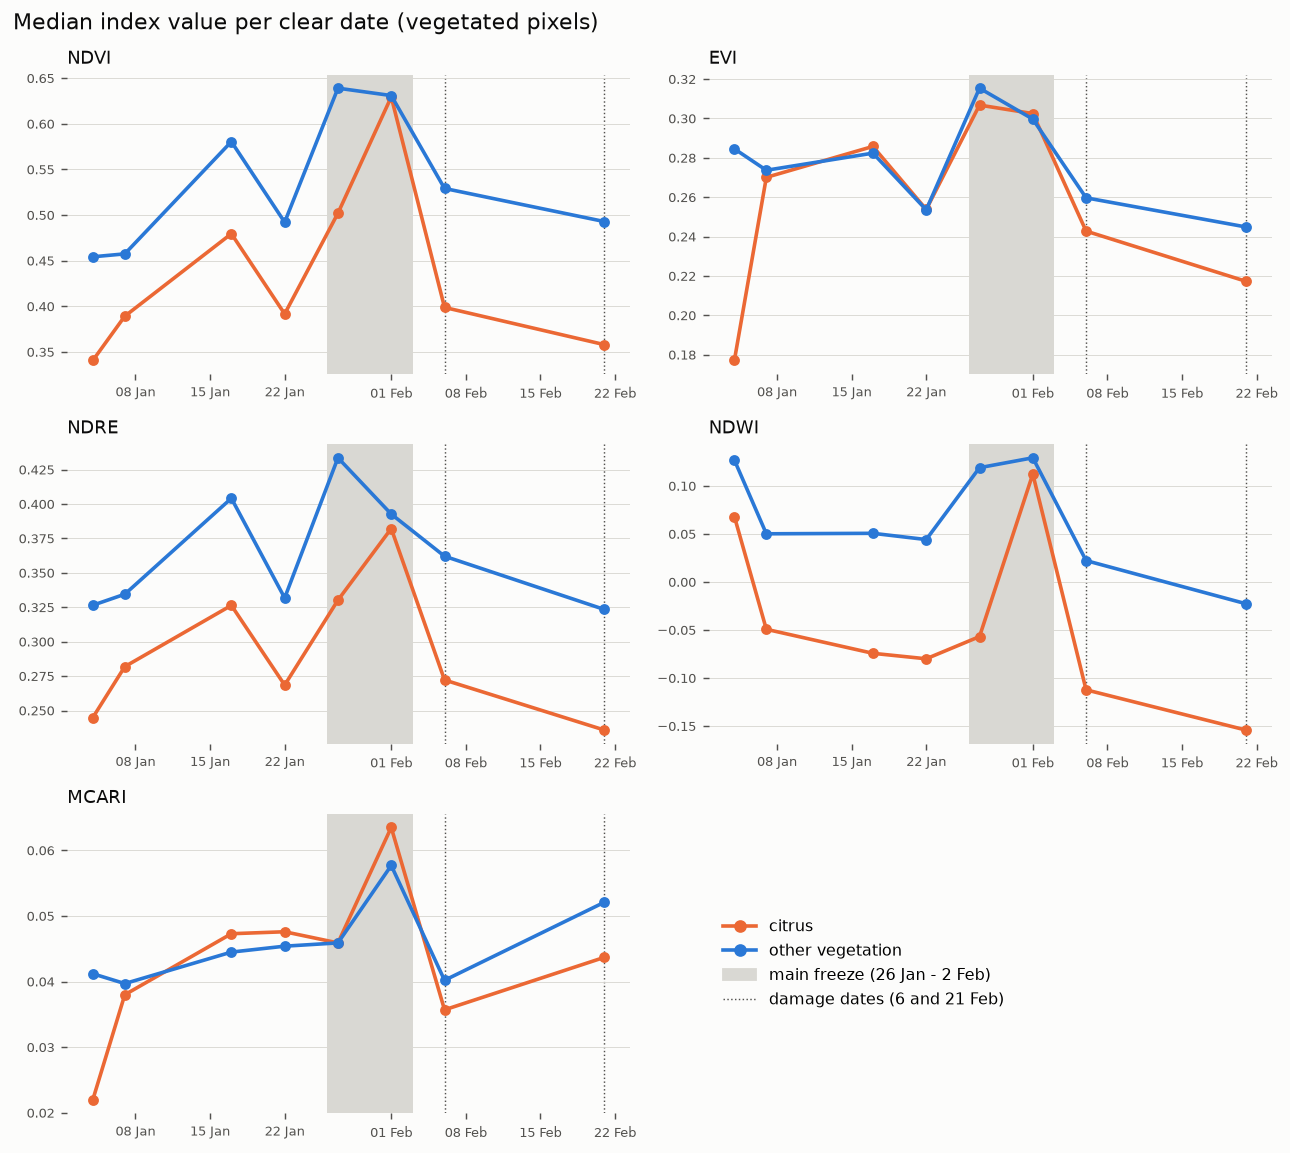 Median index value per clear date (vegetated pixels)
NDVI
0.65
0.60
0.55
0.50
0.45
0.40
0.35
08 Jan 15 Jan 22 Jan 01 Feb 08 Feb 15 Feb 22 Feb
EVI
0.32
0.30
0.28
0.26
0.24
0.22
0.20
0.18
08 Jan 15 Jan 22 Jan 01 Feb 08 Feb 15 Feb 22 Feb
NDRE
0.425
0.400
0.375
0.350
0.325
0.300
0.275
0.250
08 Jan 15 Jan 22 Jan 01 Feb 08 Feb 15 Feb 22 Feb
NDWI
0.10
0.05
0.00
−0.05
−0.10
−0.15
08 Jan 15 Jan 22 Jan 01 Feb 08 Feb 15 Feb 22 Feb
MCARI
0.06
0.05
0.04
0.03
0.02
08 Jan 15 Jan 22 Jan 01 Feb 08 Feb 15 Feb 22 Feb
citrus
other vegetation
main freeze (26 Jan - 2 Feb)
damage dates (6 and 21 Feb)